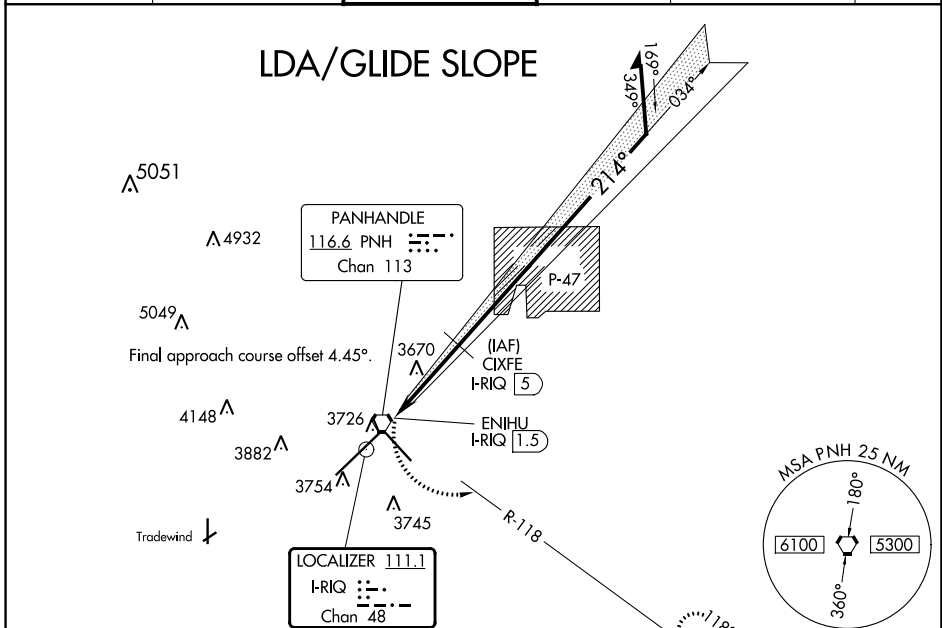 LDA/GLIDE SLOPE
169°
349°
034°
214°
5051
4932
PANHANDLE
116.6 PNH
Chan 113
P-47
5049
Final approach course offset 4.45°.
3670
(IAF)
CIXFE
I-RIQ 5
4148
3726
ENIHU
I-RIQ 1.5
3882
3754
3745
MSA PNH 25 NM
180°
6100
5300
360°
R-118
Tradewind
LOCALIZER 111.1
I-RIQ
Chan 48
118°